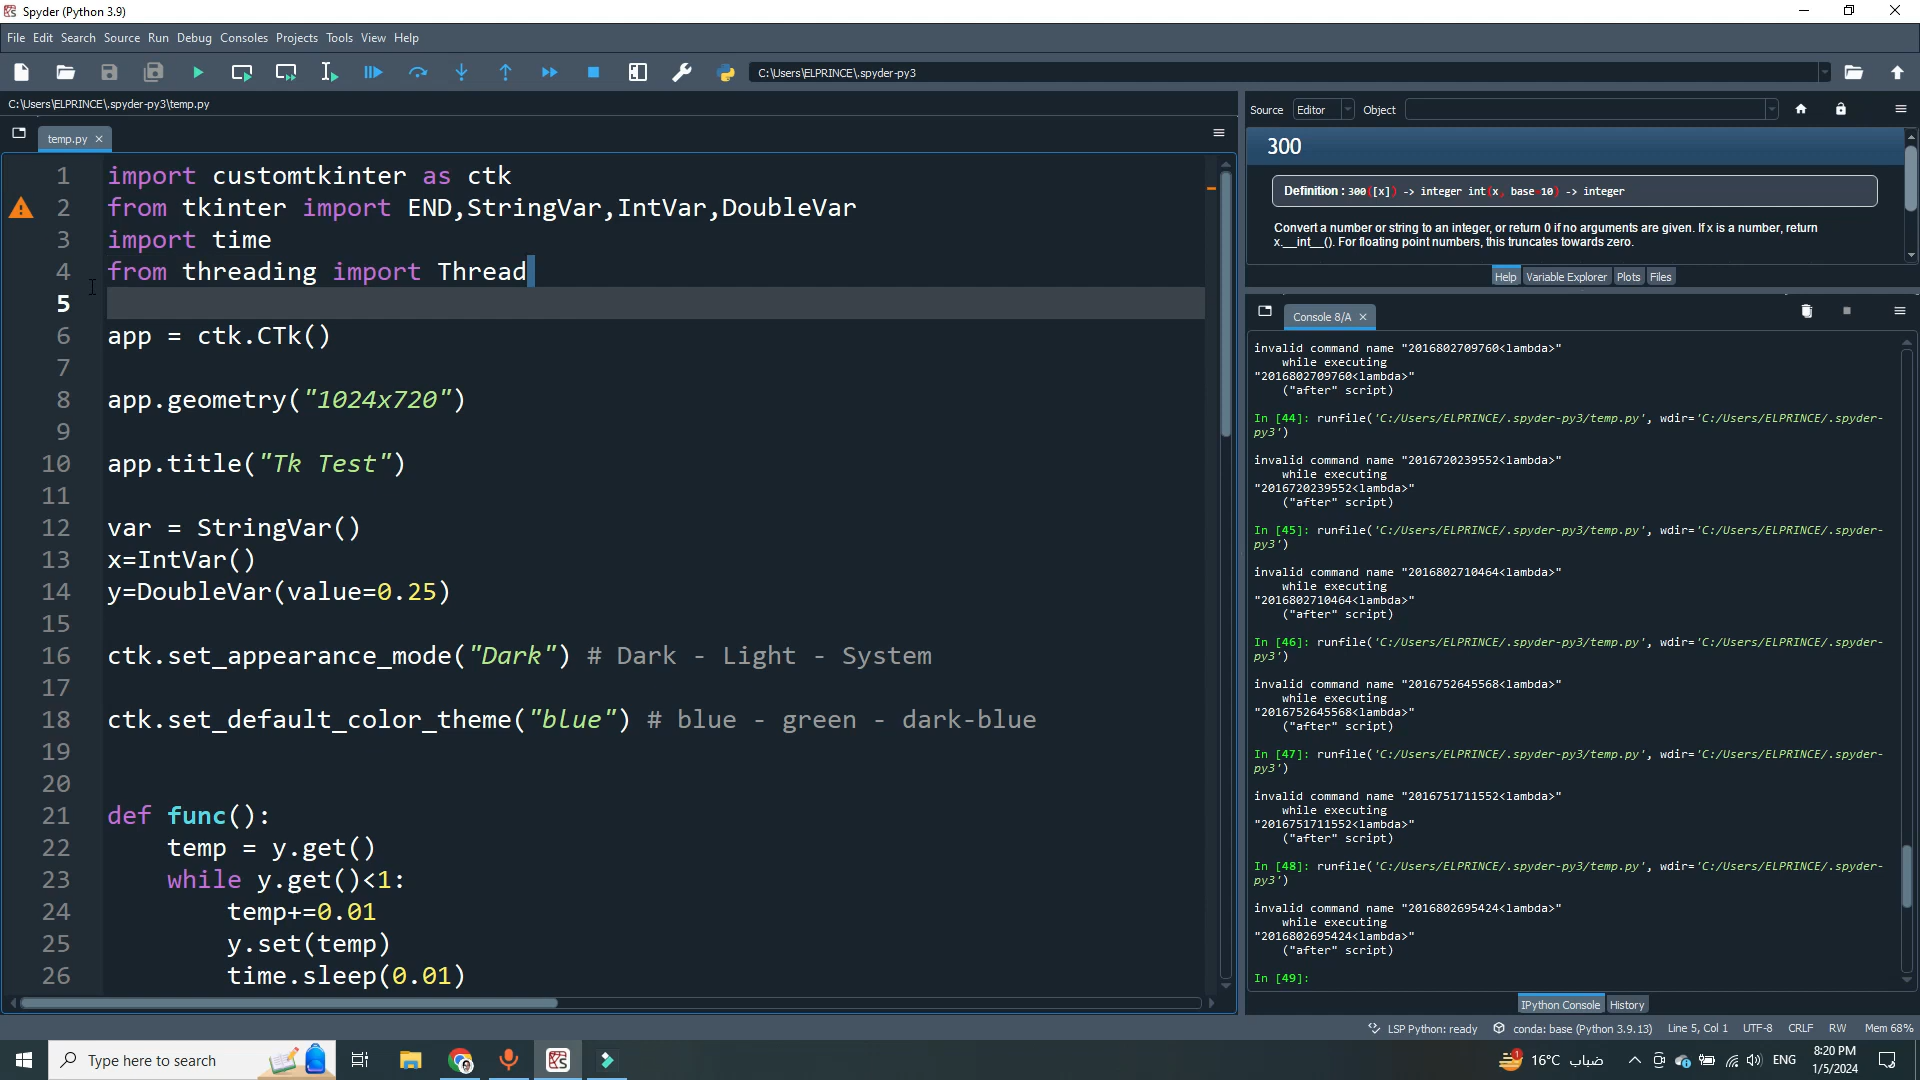 Spyder (Python 3.9)
File Edit Search Source Run Debug Consoles Projects Tools View Help
C:\Users\ELPRINCE\.spyder-py3
C:\Users\ELPRINCE\.spyder-py3\temp.py
temp.py
1 import customtkinter as ctk
2 from tkinter import END,StringVar,IntVar,DoubleVar
3 import time
4 from threading import Thread
5
6 app = ctk.CTk()
7
8 app.geometry("1024x720")
9
10 app.title("Tk Test")
11
12 var = StringVar()
13 x=IntVar()
14 y=DoubleVar(value=0.25)
15
16 ctk.set_appearance_mode("Dark") # Dark - Light - System
17
18 ctk.set_default_color_theme("blue") # blue - green - dark-blue
19
20
21 def func():
22 temp = y.get()
23 while y.get()<1:
24 temp+=0.01
25 y.set(temp)
26 time.sleep(0.01)
Source Editor Object
300
Definition : 300([x]) -> integer int(x, base=10) -> integer
Convert a number or string to an integer, or return 0 if no arguments are given. If x is a number, return
x.__int__(). For floating point numbers, this truncates towards zero.
Help Variable Explorer Plots Files
Console 8/A
invalid command name "2016802709760<lambda>"
while executing
"2016802709760<lambda>"
("after" script)
In [44]: runfile('C:/Users/ELPRINCE/.spyder-py3/temp.py', wdir='C:/Users/ELPRINCE/.spyder-
py3')
invalid command name "2016720239552<lambda>"
while executing
"2016720239552<lambda>"
("after" script)
In [45]: runfile('C:/Users/ELPRINCE/.spyder-py3/temp.py', wdir='C:/Users/ELPRINCE/.spyder-
py3')
invalid command name "2016802710464<lambda>"
while executing
"2016802710464<lambda>"
("after" script)
In [46]: runfile('C:/Users/ELPRINCE/.spyder-py3/temp.py', wdir='C:/Users/ELPRINCE/.spyder-
py3')
invalid command name "2016752645568<lambda>"
while executing
"2016752645568<lambda>"
("after" script)
In [47]: runfile('C:/Users/ELPRINCE/.spyder-py3/temp.py', wdir='C:/Users/ELPRINCE/.spyder-
py3')
invalid command name "2016751711552<lambda>"
while executing
"2016751711552<lambda>"
("after" script)
In [48]: runfile('C:/Users/ELPRINCE/.spyder-py3/temp.py', wdir='C:/Users/ELPRINCE/.spyder-
py3')
invalid command name "2016802695424<lambda>"
while executing
"2016802695424<lambda>"
("after" script)
In [49]:
IPython Console History
LSP Python: ready conda: base (Python 3.9.13) Line 5, Col 1 UTF-8 CRLF RW Mem 68%
Type here to search
16°C ضباب ENG
8:20 PM
1/5/2024